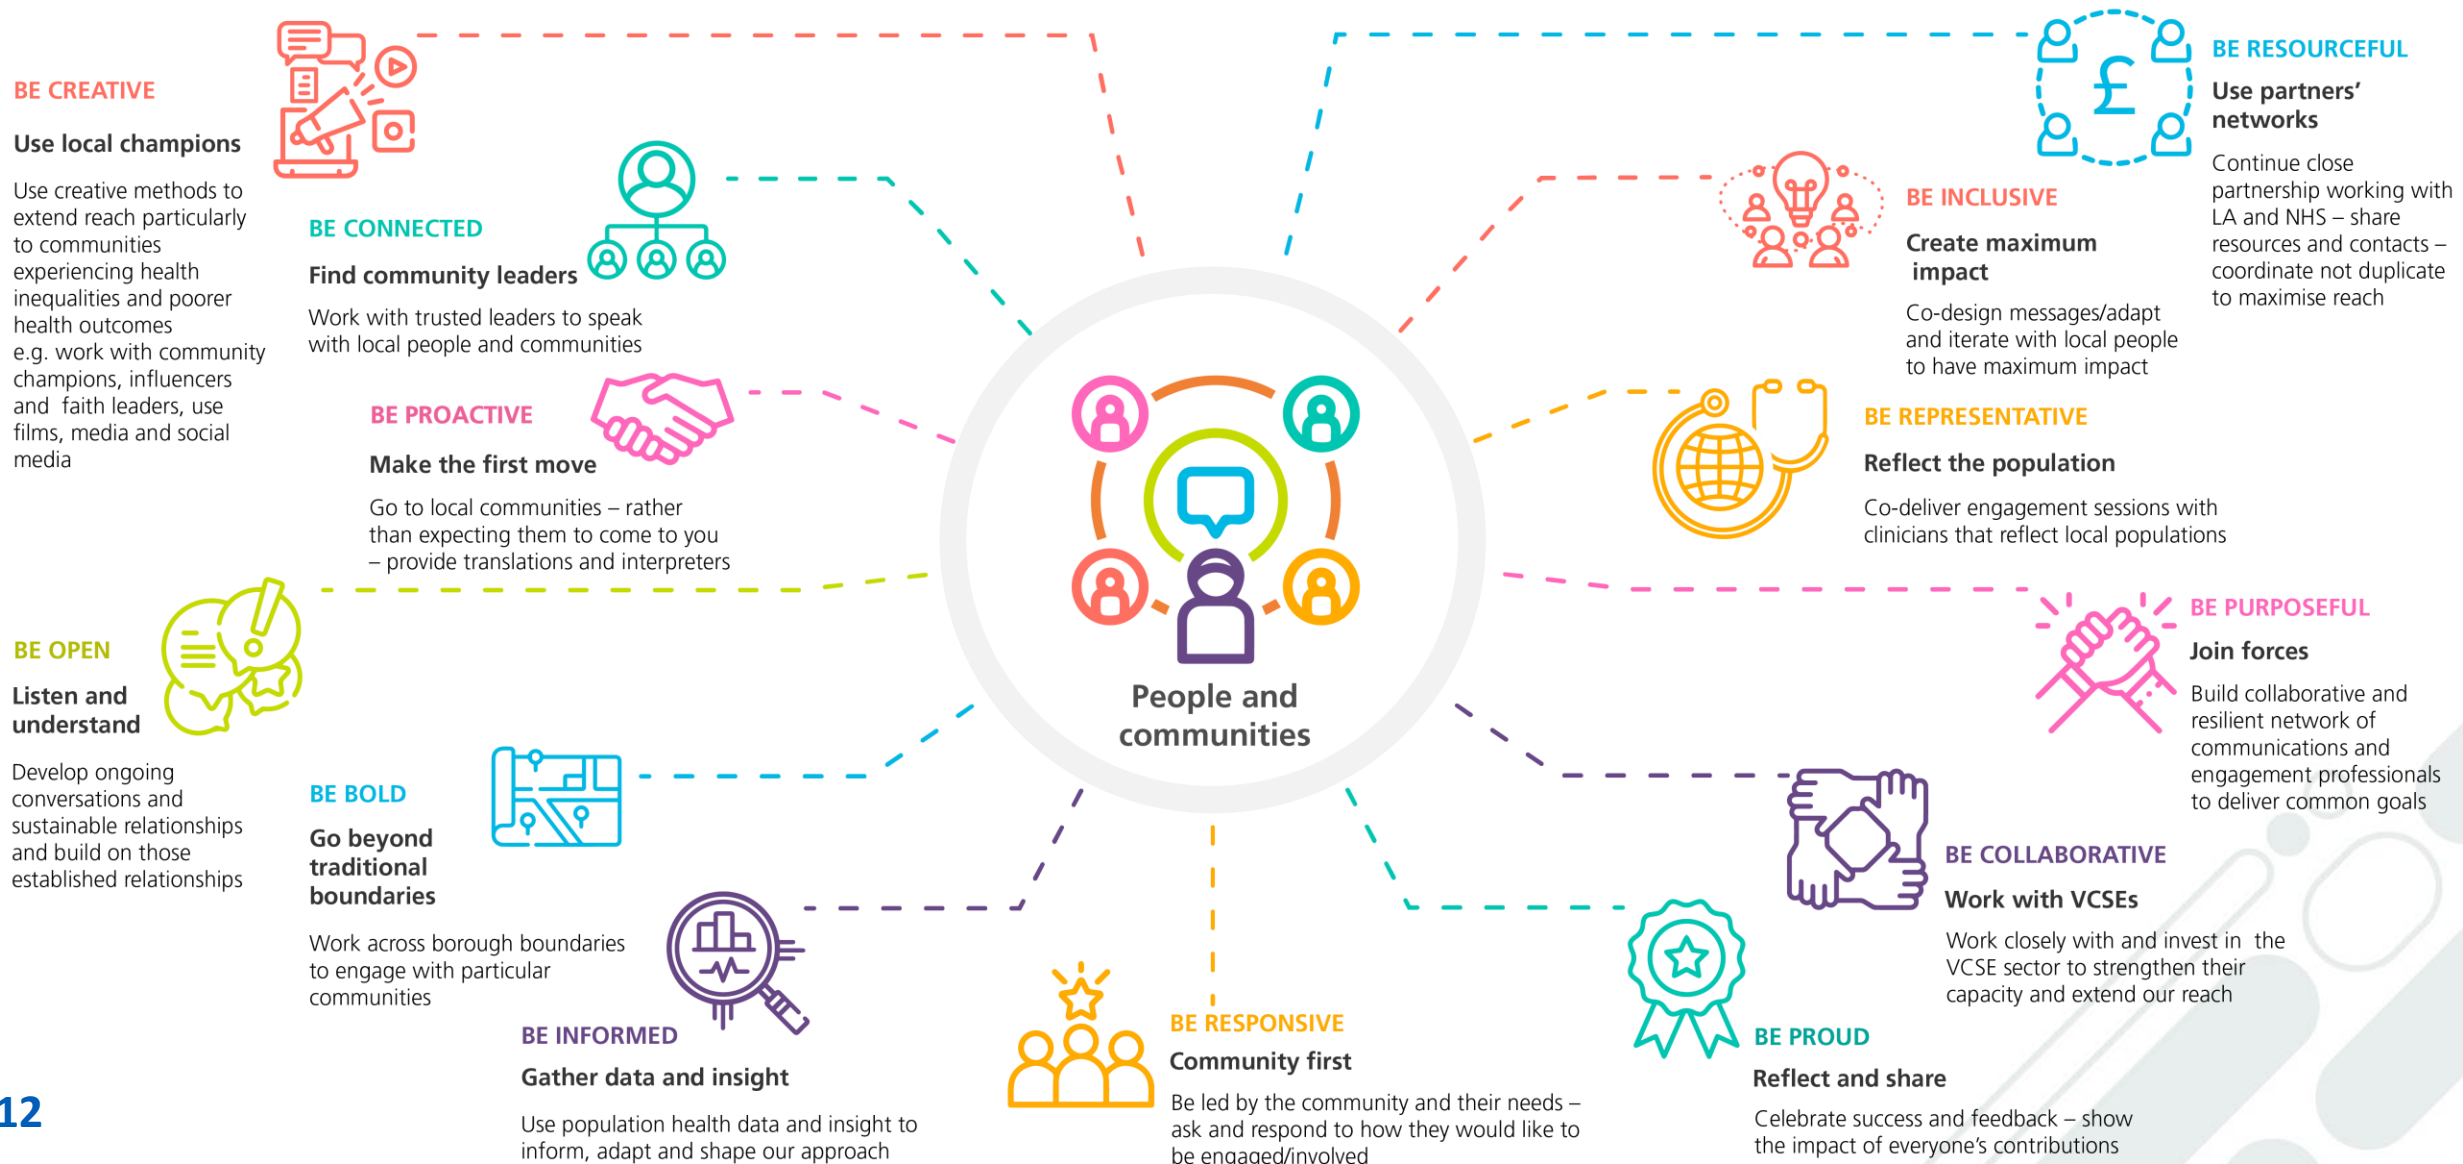 BE CREATIVE
Use local champions
Use creative methods to
extend reach particularly
to communities
experiencing health
inequalities and poorer
health outcomes
e.g. work with community
champions, influencers
and  faith leaders, use
films, media and social
media
BE CONNECTED
Find community leaders
Work with trusted leaders to speak
with local people and communities
BE PROACTIVE
Make the first move
Go to local communities – rather
than expecting them to come to you
– provide translations and interpreters
BE OPEN
Listen and
understand
Develop ongoing
conversations and
sustainable relationships
and build on those
established relationships
BE BOLD
Go beyond
traditional
boundaries
Work across borough boundaries
to engage with particular
communities
BE INFORMED
Gather data and insight
Use population health data and insight to
inform, adapt and shape our approach
People and
communities
BE RESPONSIVE
Community first
Be led by the community and their needs –
ask and respond to how they would like to
be engaged/involved
£
BE RESOURCEFUL
Use partners’
networks
Continue close
partnership working with
LA and NHS – share
resources and contacts –
coordinate not duplicate
to maximise reach
BE INCLUSIVE
Create maximum
impact
Co-design messages/adapt
and iterate with local people
to have maximum impact
BE REPRESENTATIVE
Reflect the population
Co-deliver engagement sessions with
clinicians that reflect local populations
BE PURPOSEFUL
Join forces
Build collaborative and
resilient network of
communications and
engagement professionals
to deliver common goals
BE COLLABORATIVE
Work with VCSEs
Work closely with and invest in  the
VCSE sector to strengthen their
capacity and extend our reach
BE PROUD
Reflect and share
Celebrate success and feedback – show
the impact of everyone’s contributions
12